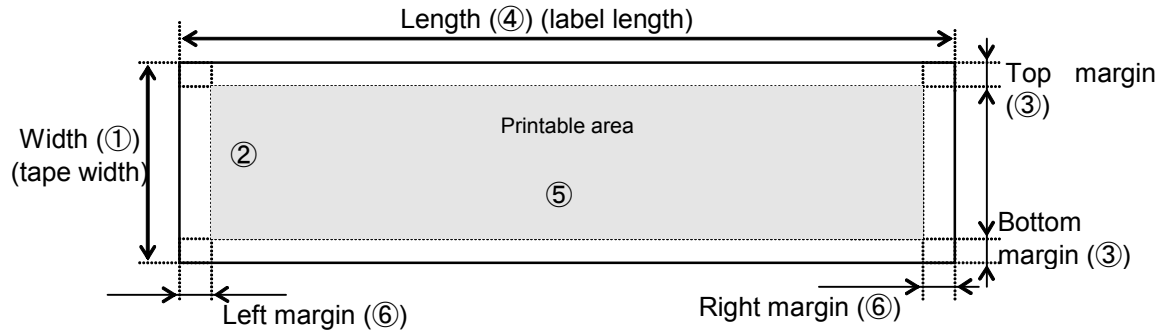 Length (④) (label length)
Top margin
(③)
Printable area
Width (①)
(tape width)
②
⑤
Bottom
margin (③)
Left margin (⑥)
Right margin (⑥)